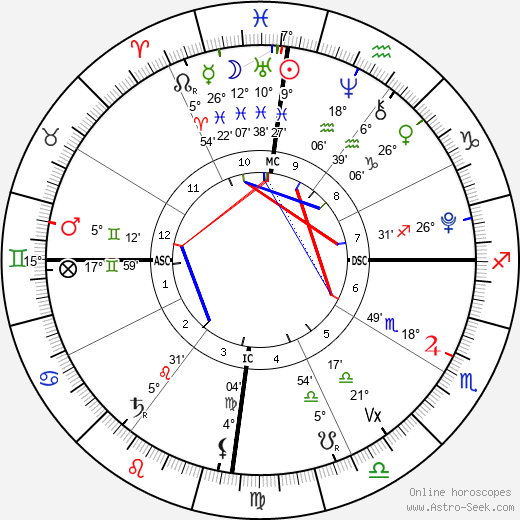 7°
5° R 26° 12° 10° 9°
54' 22' 07' 38' 27'
18° 6° 26°
06' 39' 06'
MC
10 9
11 8
12 7
5° 12'
15° ASC DSC 31' 26°
17° 59'
1 6
2 5
3 IC 4
49' 18°
31' 04' 54' 17'
5° 4° 5° 21°
R R Vx
Online horoscopes
www.Astro-Seek.com